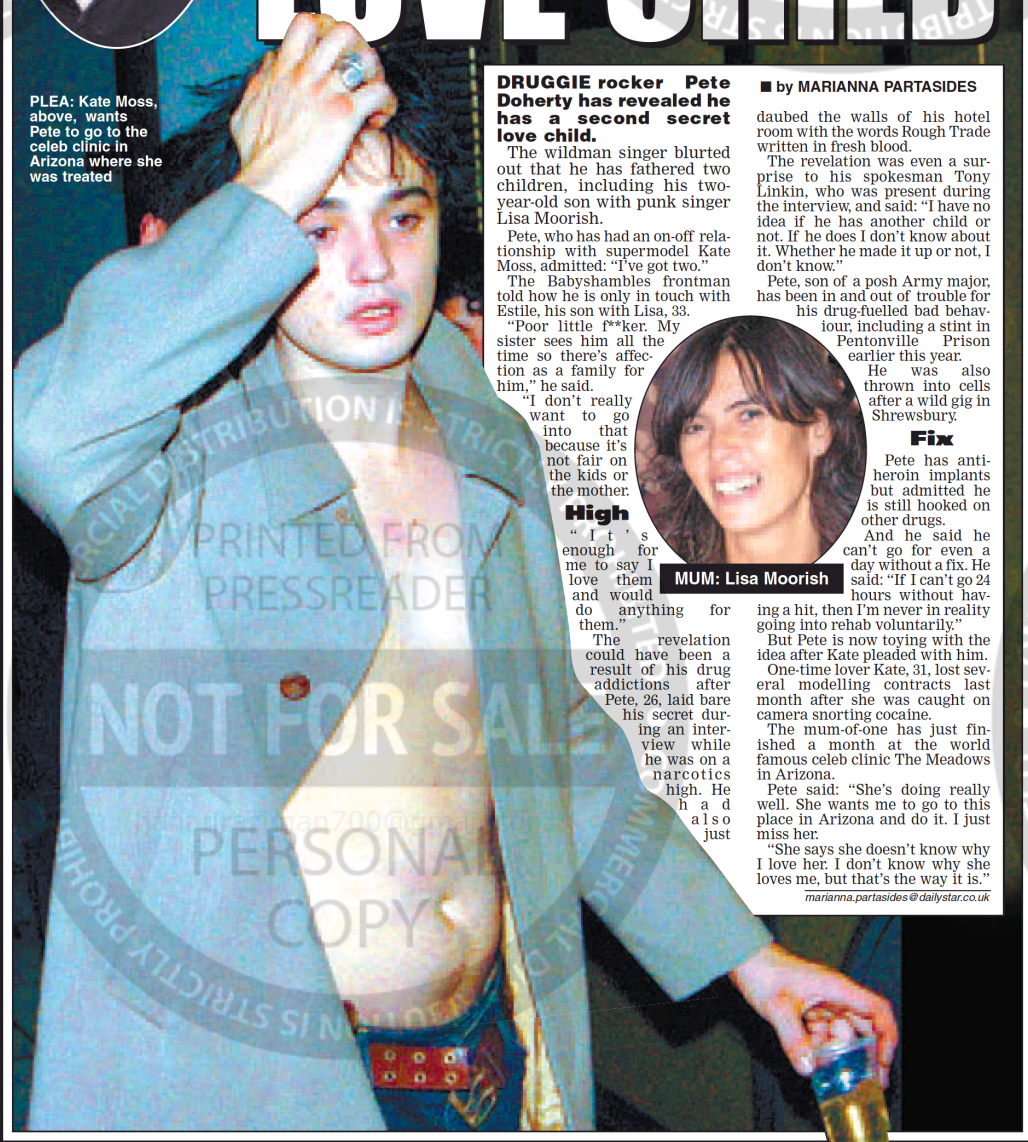 LOVE CHILD
PLEA: Kate Moss,
above, wants
Pete to go to the
celeb clinic in
Arizona where she
was treated
DRUGGIE rocker Pete
Doherty has revealed he
has a second secret
love child.
The wildman singer blurted
out that he has fathered two
children, including his two-
year-old son with punk singer
Lisa Moorish.
Pete, who has had an on-off rela-
tionship with supermodel Kate
Moss, admitted: “I’ve got two.”
The Babyshambles frontman
told how he is only in touch with
Estile, his son with Lisa, 33.
“Poor little f**ker. My
sister sees him all the
time so there’s affec-
tion as a family for
him,” he said.
“I don’t really
want to go
into that
because it’s
not fair on
the kids or
the mother.
High
“It’s
enough for
me to say I
love them
and would
do anything for
them.”
The revelation
could have been a
result of his drug
addictions after
Pete, 26, laid bare
his secret dur-
ing an inter-
view while
he was on a
narcotics
high. He
had
also
just
■ by MARIANNA PARTASIDES
daubed the walls of his hotel
room with the words Rough Trade
written in fresh blood.
The revelation was even a sur-
prise to his spokesman Tony
Linkin, who was present during
the interview, and said: “I have no
idea if he has another child or
not. If he does I don’t know about
it. Whether he made it up or not, I
don’t know.”
Pete, son of a posh Army major,
has been in and out of trouble for
his drug-fuelled bad behav-
iour, including a stint in
Pentonville Prison
earlier this year.
He was also
thrown into cells
after a wild gig in
Shrewsbury.
Fix
Pete has anti-
heroin implants
but admitted he
is still hooked on
other drugs.
And he said he
can’t go for even a
day without a fix. He
said: “If I can’t go 24
hours without hav-
ing a hit, then I’m never in reality
going into rehab voluntarily.”
But Pete is now toying with the
idea after Kate pleaded with him.
One-time lover Kate, 31, lost sev-
eral modelling contracts last
month after she was caught on
camera snorting cocaine.
The mum-of-one has just fin-
ished a month at the world
famous celeb clinic The Meadows
in Arizona.
Pete said: “She’s doing really
well. She wants me to go to this
place in Arizona and do it. I just
miss her.
“She says she doesn’t know why
I love her. I don’t know why she
loves me, but that’s the way it is.”
marianna.partasides@dailystar.co.uk
MUM: Lisa Moorish
PRINTED FROM
PRESSREADER
NOT FOR SALE
PERSONAL
COPY